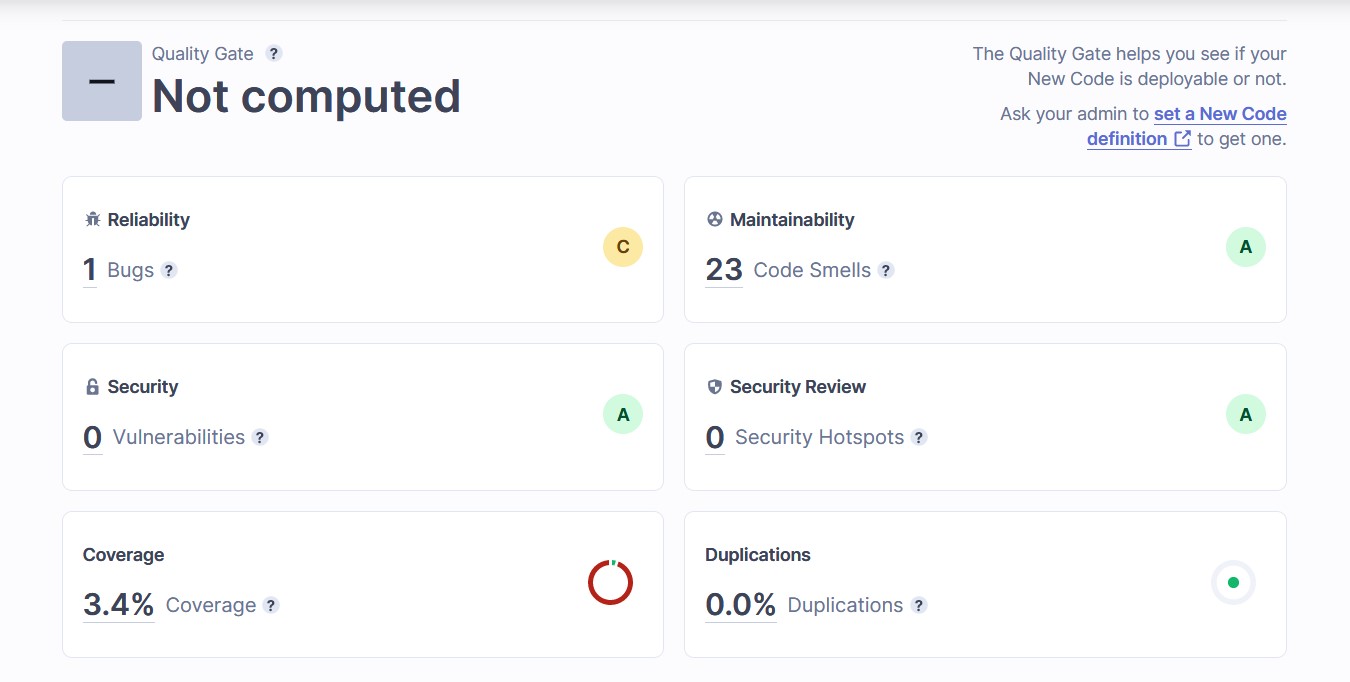 Quality Gate ?
Not computed
The Quality Gate helps you see if your
New Code is deployable or not.
Ask your admin to set a New Code
definition to get one.
Reliability
1 Bugs ?
C
Maintainability
23 Code Smells ?
A
Security
0 Vulnerabilities ?
A
Security Review
0 Security Hotspots ?
A
Coverage
3.4% Coverage ?
Duplications
0.0% Duplications ?